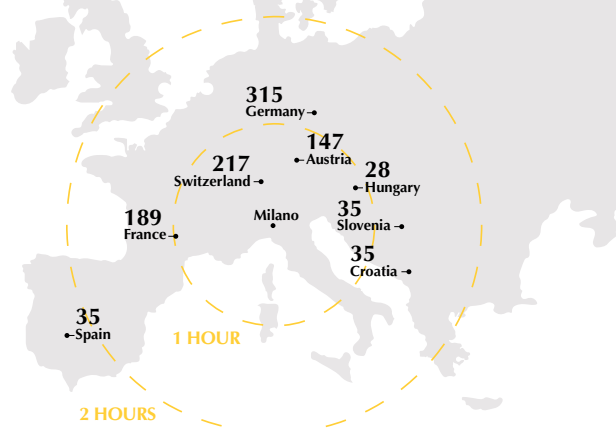 315
Germany
147
Austria
217
Switzerland
28
Hungary
189
France
Milano
35
Slovenia
35
Croatia
35
Spain
1 HOUR
2 HOURS